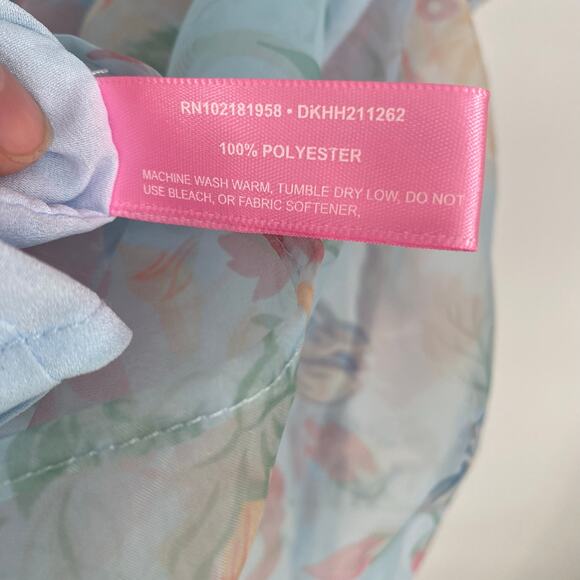 RN102181958 • DKHH211262
100% POLYESTER
MACHINE WASH WARM, TUMBLE DRY LOW, DO NOT
USE BLEACH, OR FABRIC SOFTENER,